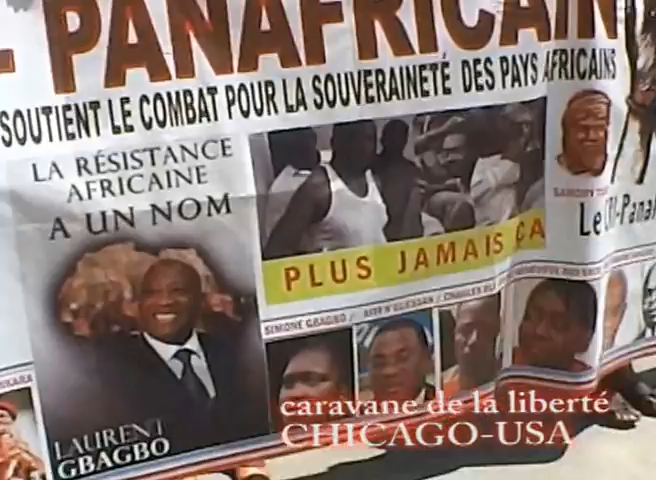 - PANAFRICAIN
SOUTIENT LE COMBAT POUR LA SOUVERAINETÉ DES PAYS AFRICAINS
LA RÉSISTANCE
AFRICAINE
A UN NOM
PLUS JAMAIS ÇA
SIMONE GBAGBO /
LAURENT
GBAGBO
caravane de la liberté
CHICAGO-USA